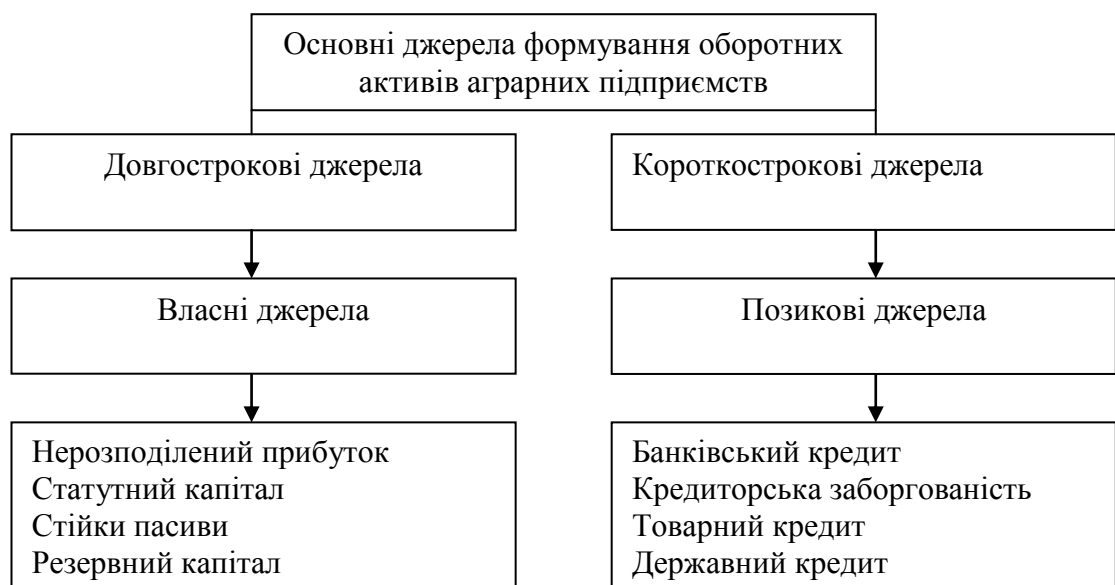 Основні джерела формування оборотних
активів аграрних підприємств
Довгострокові джерела
Короткострокові джерела
Власні джерела
Позикові джерела
Нерозподілений прибуток
Статутний капітал
Стійки пасиви
Резервний капітал
Банківський кредит
Кредиторська заборгованість
Товарний кредит
Державний кредит